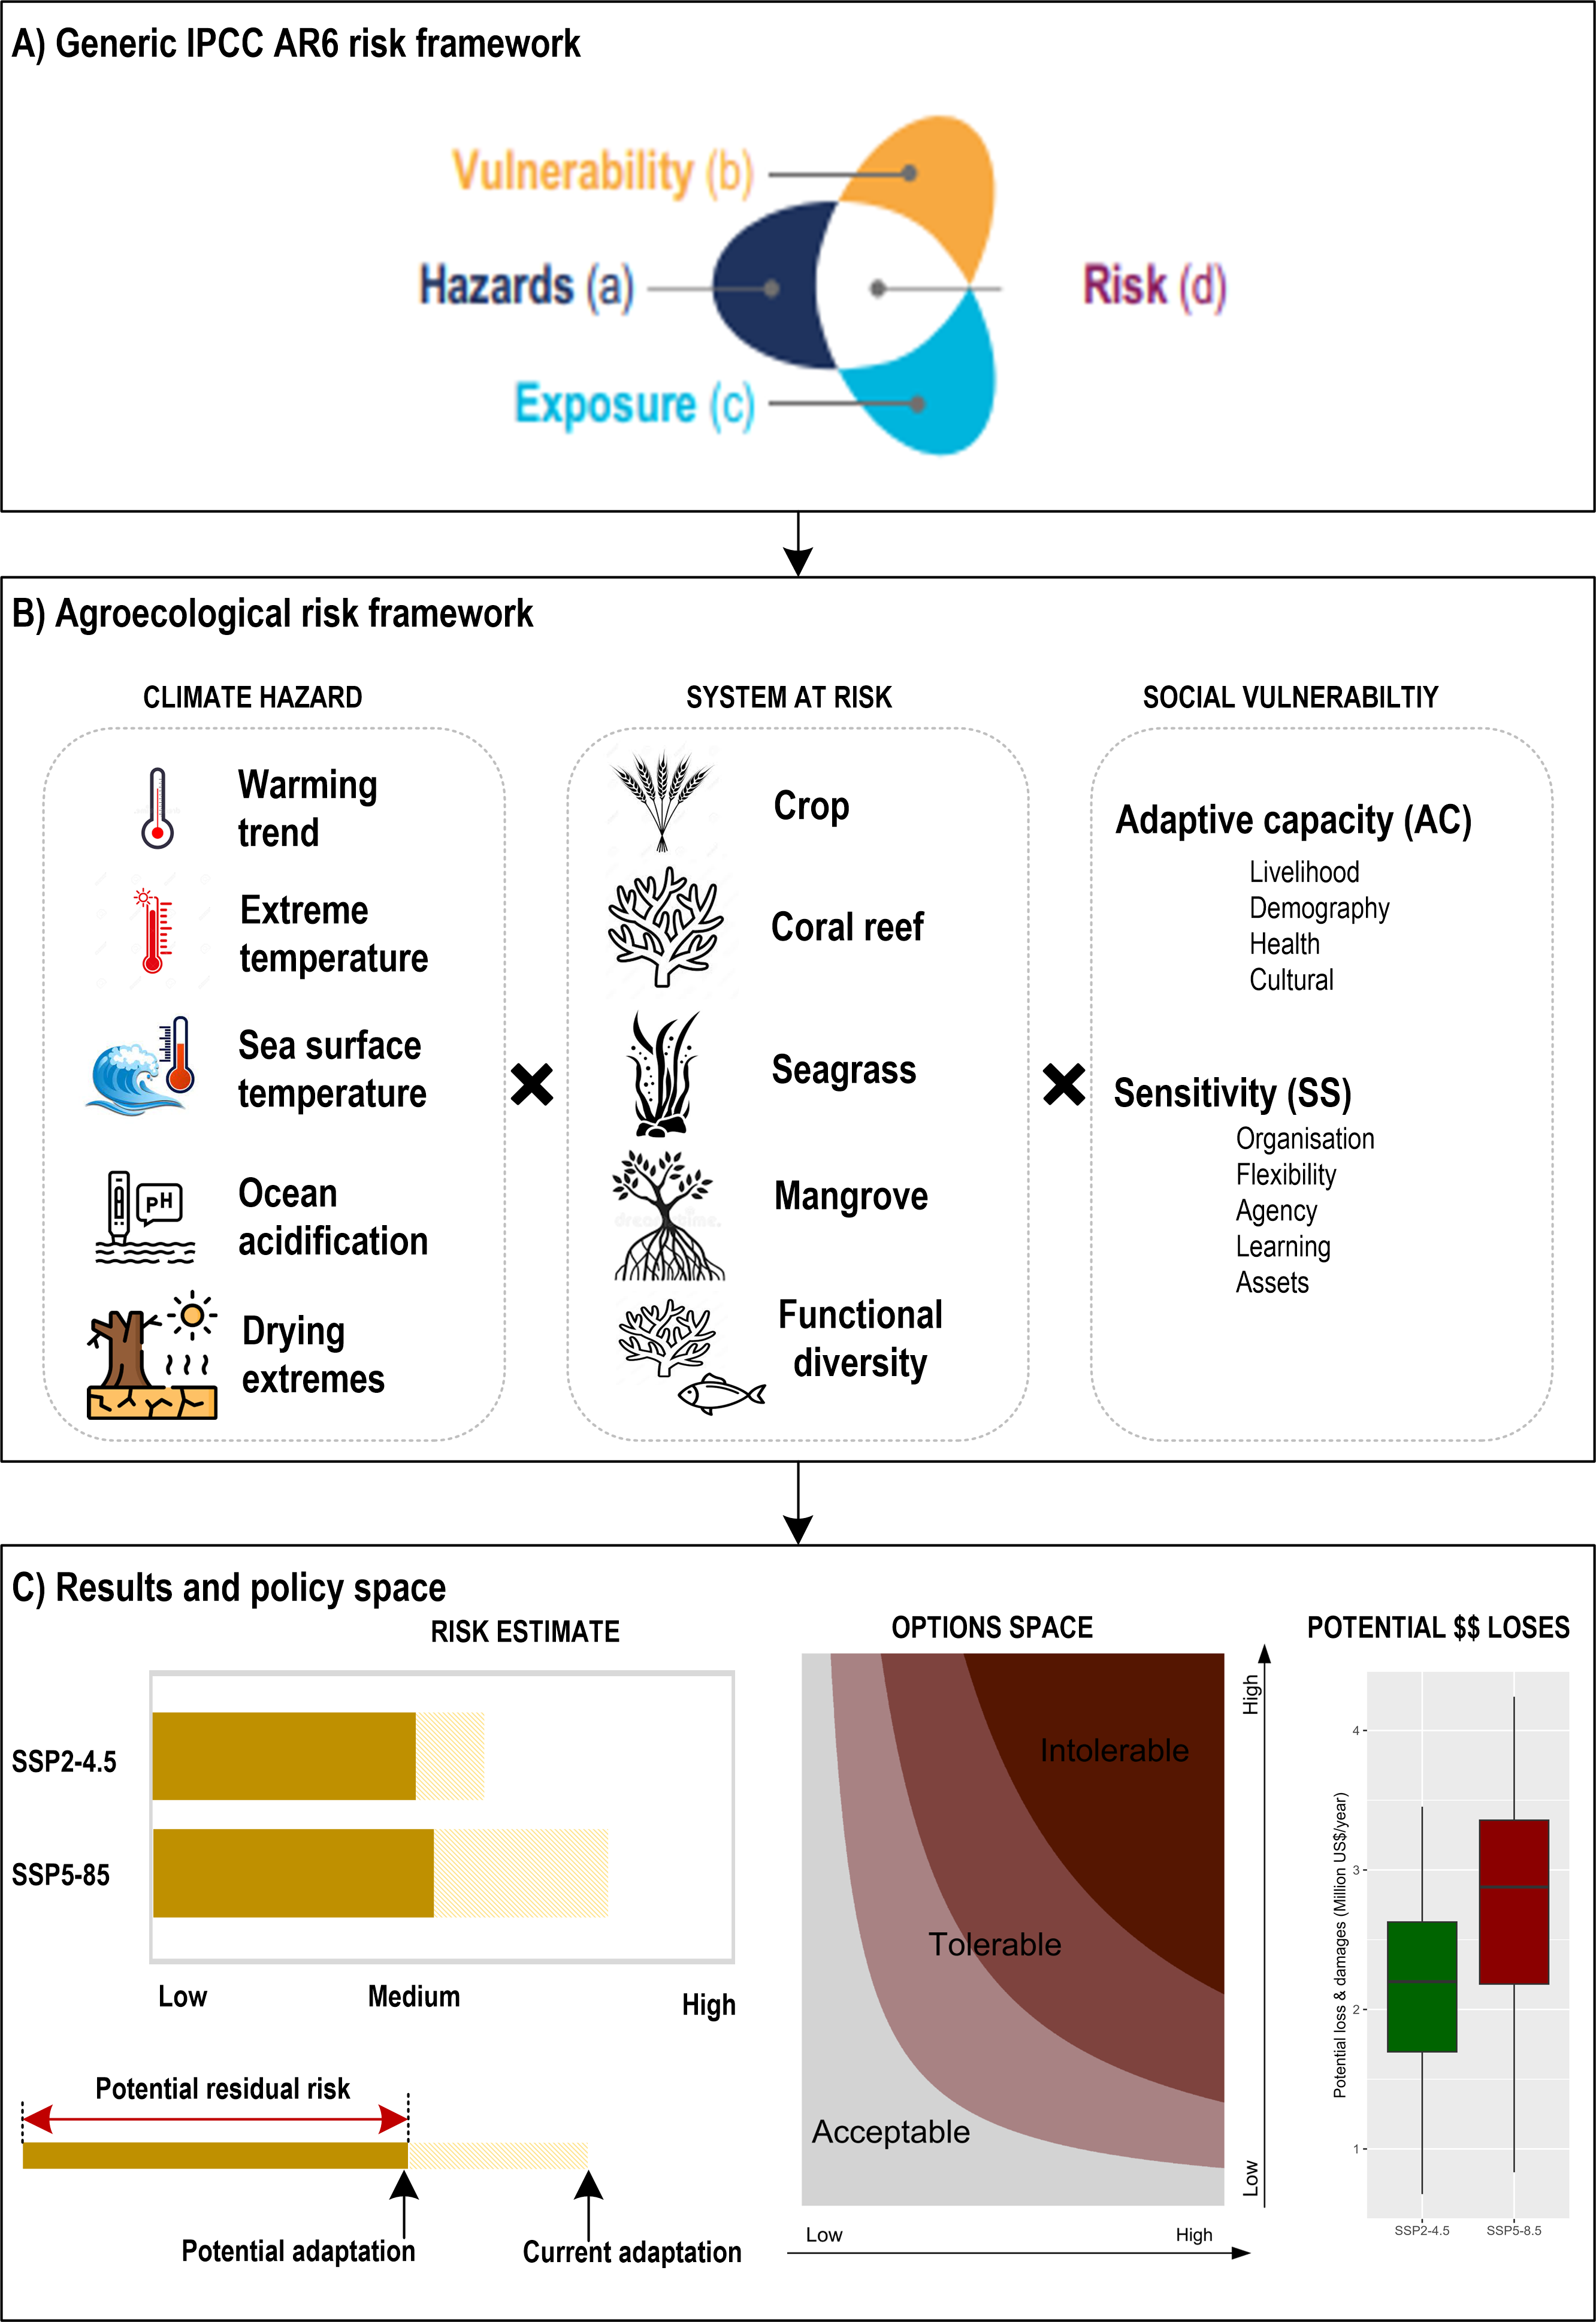 A) Generic IPCC AR6 risk framework
Vulnerability (b)
Hazards (a)
Risk (d)
Exposure (c)
B) Agroecological risk framework
CLIMATE HAZARD
Warming
trend
Extreme
temperature
Sea surface
temperature
PH
Ocean
acidification
Drying
extremes
SYSTEM AT RISK
Crop
Coral reef
Seagrass
Mangrove
dreamstime.
Functional
diversity
SOCIAL VULNERABILTIY
Adaptive capacity (AC)
Livelihood
Demography
Health
Cultural
Sensitivity (SS)
Organisation
Flexibility
Agency
Learning
Assets
C) Results and policy space
RISK ESTIMATE
SSP2-4.5
SSP5-85
Low
Medium
High
Potential residual risk
Potential adaptation
Current adaptation
OPTIONS SPACE
Intolerable
Tolerable
Acceptable
High
Low
Low
High
POTENTIAL $$ LOSES
Potential loss & damages (Million US$/year)
4
3
2
1
SSP2-4.5
SSP5-8.5